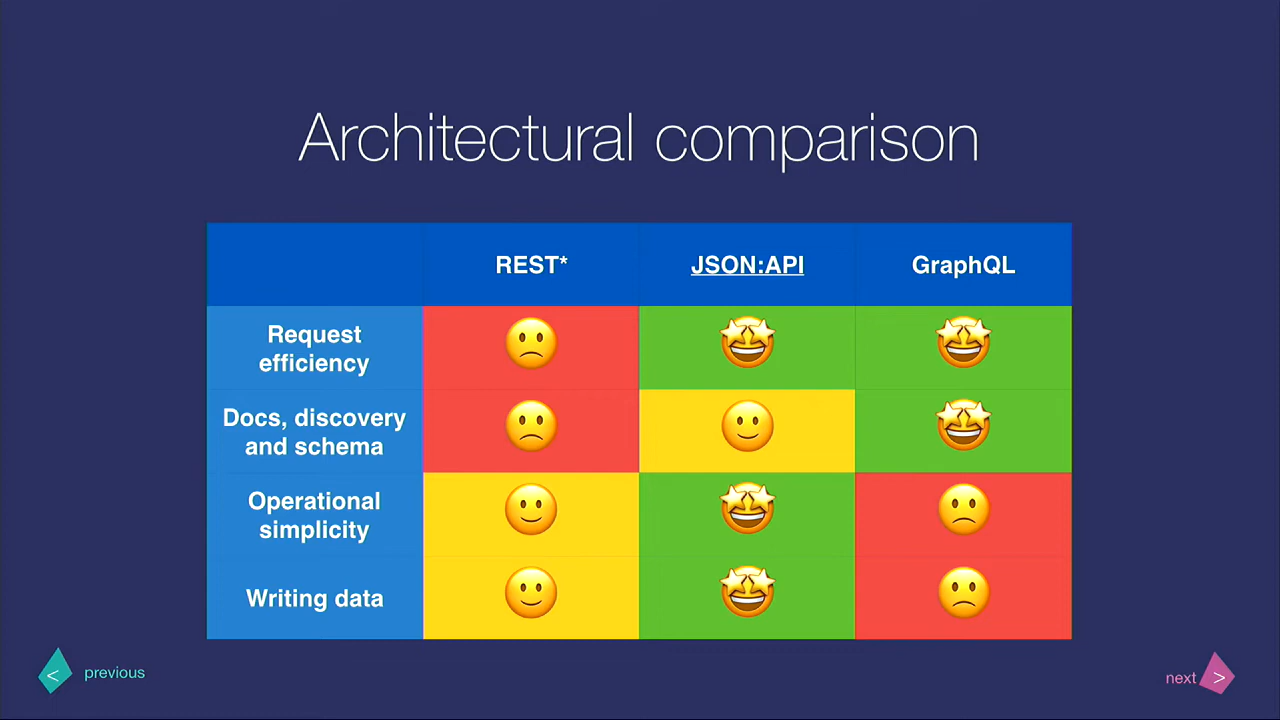 Architectural comparison
REST*
JSON:API
GraphQL
Request
efficiency
Docs, discovery
and schema
Operational
simplicity
Writing data
< previous
next >